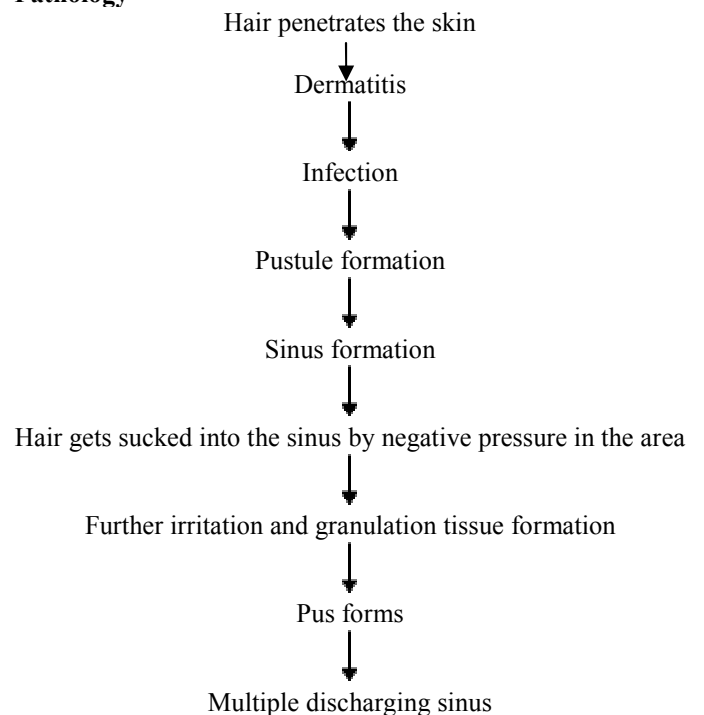 Pathology
Hair penetrates the skin
Dermatitis
Infection
Pustule formation
Sinus formation
Hair gets sucked into the sinus by negative pressure in the area
Further irritation and granulation tissue formation
Pus forms
Multiple discharging sinus